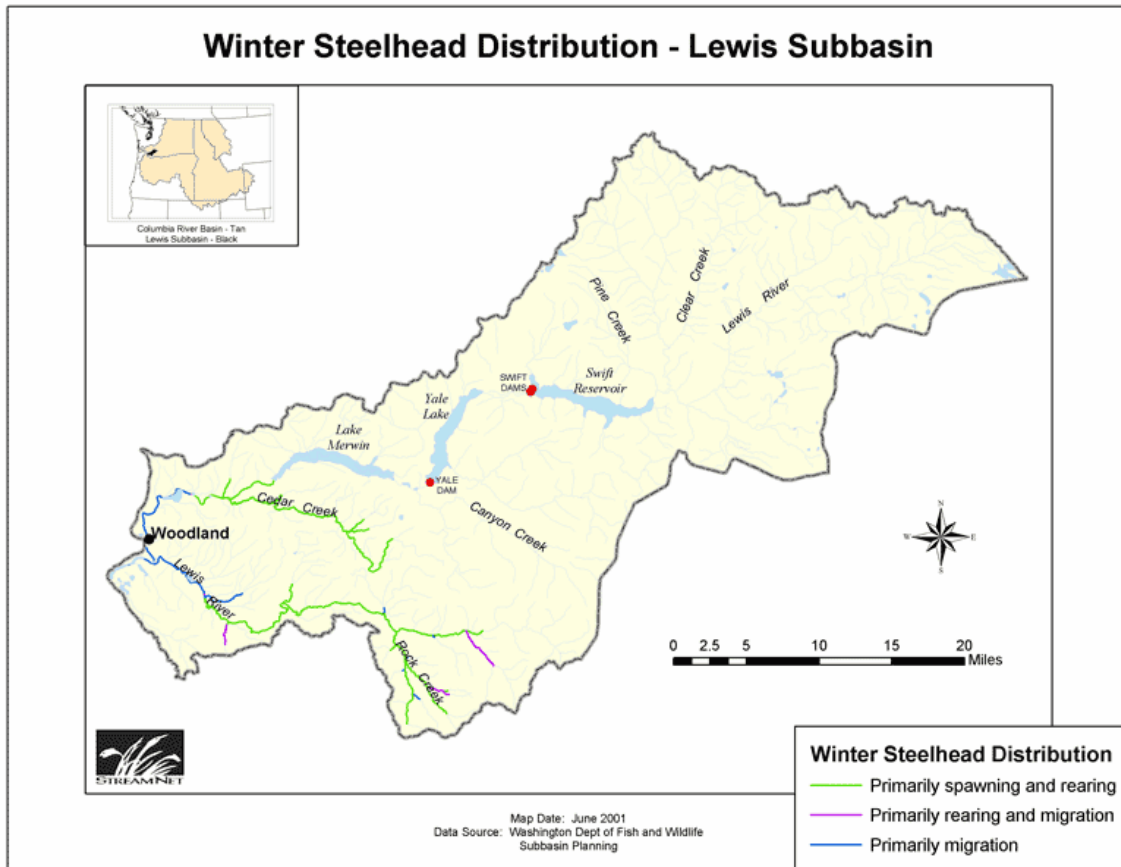 Winter Steelhead Distribution - Lewis Subbasin
Columbia River Basin - Tan
Lewis Subbasin - Black
Pine Creek
Clear Creek
Lewis River
SWIFT
DAMS
Swift
Reservoir
Yale
Lake
Lake
Merwin
YALE
DAM
Cedar Creek
Canyon Creek
Woodland
Lewis River
Rock Creek
N
W
E
S
0 2.5 5 10 15 20
Miles
STREAMNET
Winter Steelhead Distribution
Primarily spawning and rearing
Primarily rearing and migration
Primarily migration
Map Date: June 2001
Data Source: Washington Dept of Fish and Wildlife
Subbasin Planning